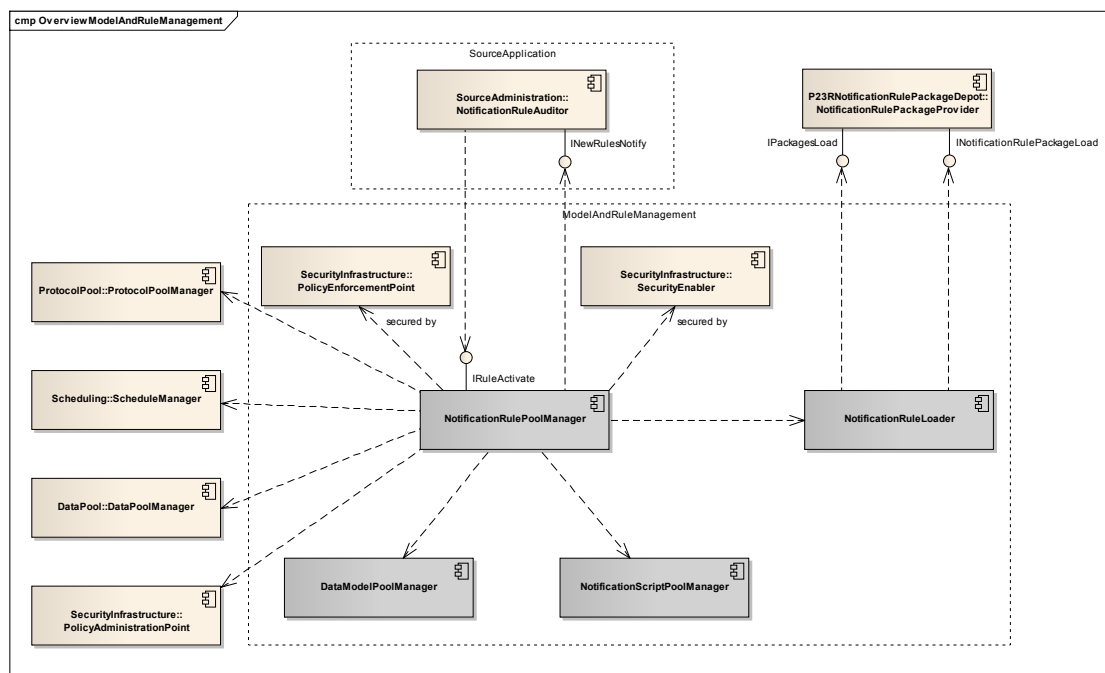 cmp OverviewModelAndRuleManagement
SourceApplication
SourceAdministration::
NotificationRuleAuditor
P23RNotificationRulePackageDepot::
NotificationRulePackageProvider
INewRulesNotify
IPackagesLoad
INotificationRulePackageLoad
ModelAndRuleManagement
SecurityInfrastructure::
PolicyEnforcementPoint
SecurityInfrastructure::
SecurityEnabler
ProtocolPool::ProtocolPoolManager
secured by
secured by
IRuleActivate
Scheduling::ScheduleManager
NotificationRulePoolManager
NotificationRuleLoader
DataPool::DataPoolManager
DataModelPoolManager
NotificationScriptPoolManager
SecurityInfrastructure::
PolicyAdministrationPoint